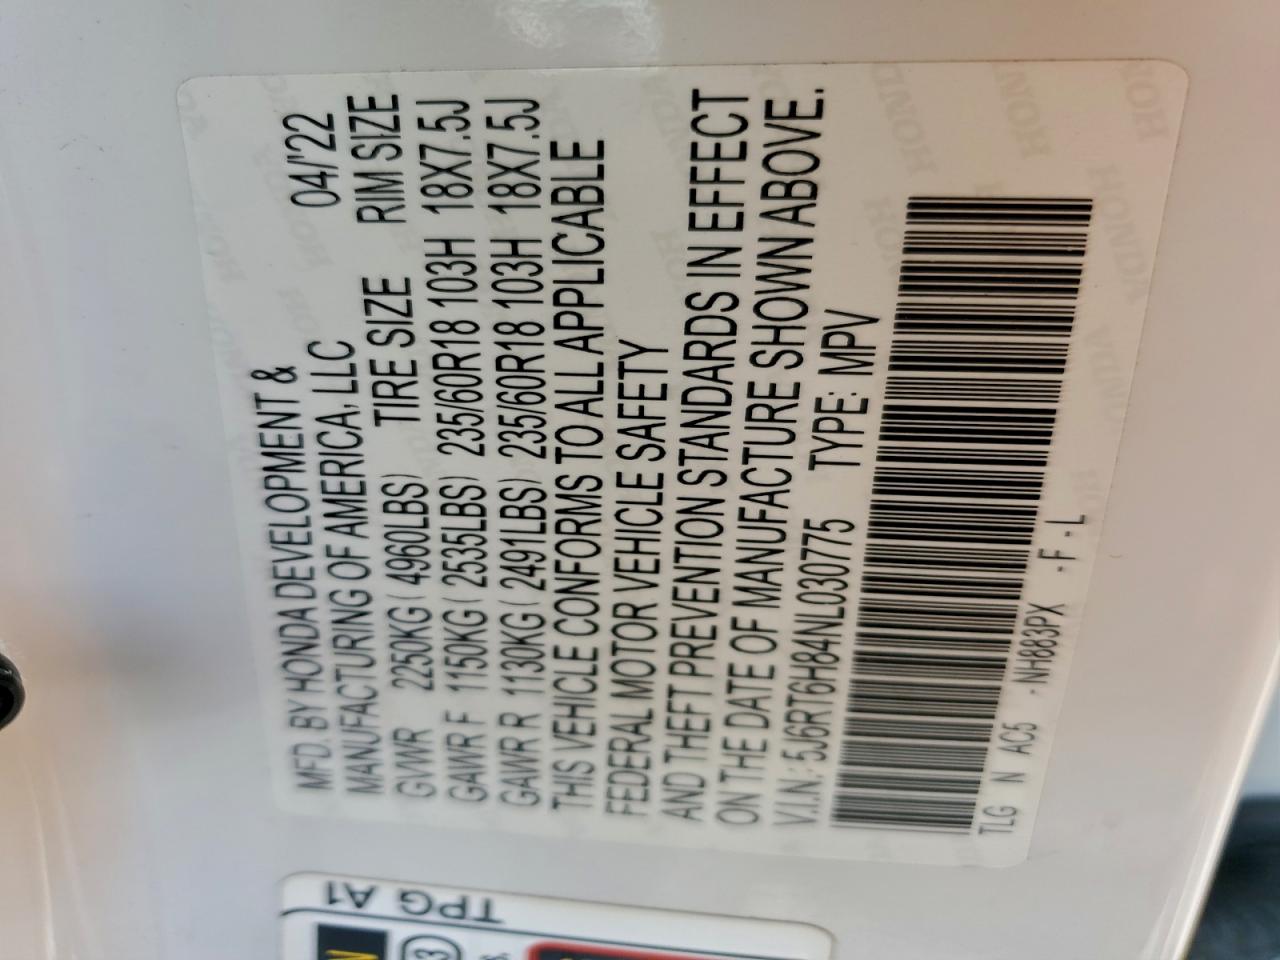 MFD. BY HONDA DEVELOPMENT &
MANUFACTURING OF AMERICA, LLC 04/'22
GVWR 2250KG ( 4960LBS) TIRE SIZE RIM SIZE
GAWR F 1150KG ( 2535LBS) 235/60R18 103H 18X7.5J
GAWR R 1130KG ( 2491LBS) 235/60R18 103H 18X7.5J
THIS VEHICLE CONFORMS TO ALL APPLICABLE
FEDERAL MOTOR VEHICLE SAFETY
AND THEFT PREVENTION STANDARDS IN EFFECT
ON THE DATE OF MANUFACTURE SHOWN ABOVE.
V.I.N.: 5J6RT6H84NL030775 TYPE: MPV
TLG N AC5 -NH883PX -F-L
TPG A1